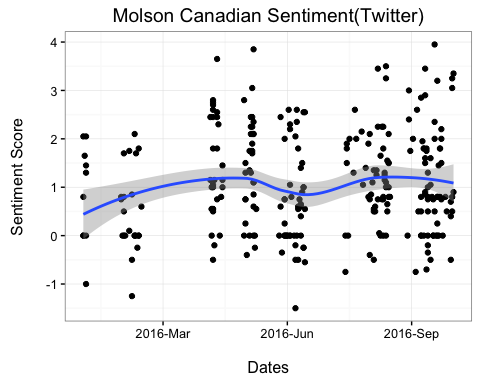 Molson Canadian Sentiment(Twitter)
Sentiment Score
4
3
2
1
0
-1
2016-Mar
2016-Jun
2016-Sep
Dates